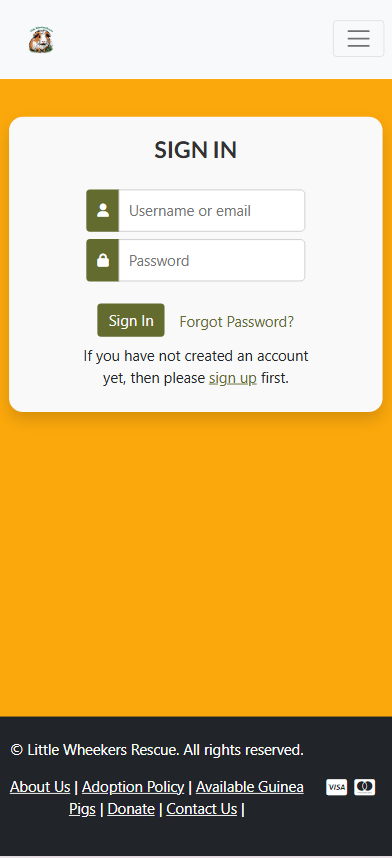 SIGN IN
Username or email
Password
Sign In
Forgot Password?
If you have not created an account
yet, then please sign up first.
© Little Wheekers Rescue. All rights reserved.
About Us | Adoption Policy | Available Guinea
Pigs | Donate | Contact Us |
VISA